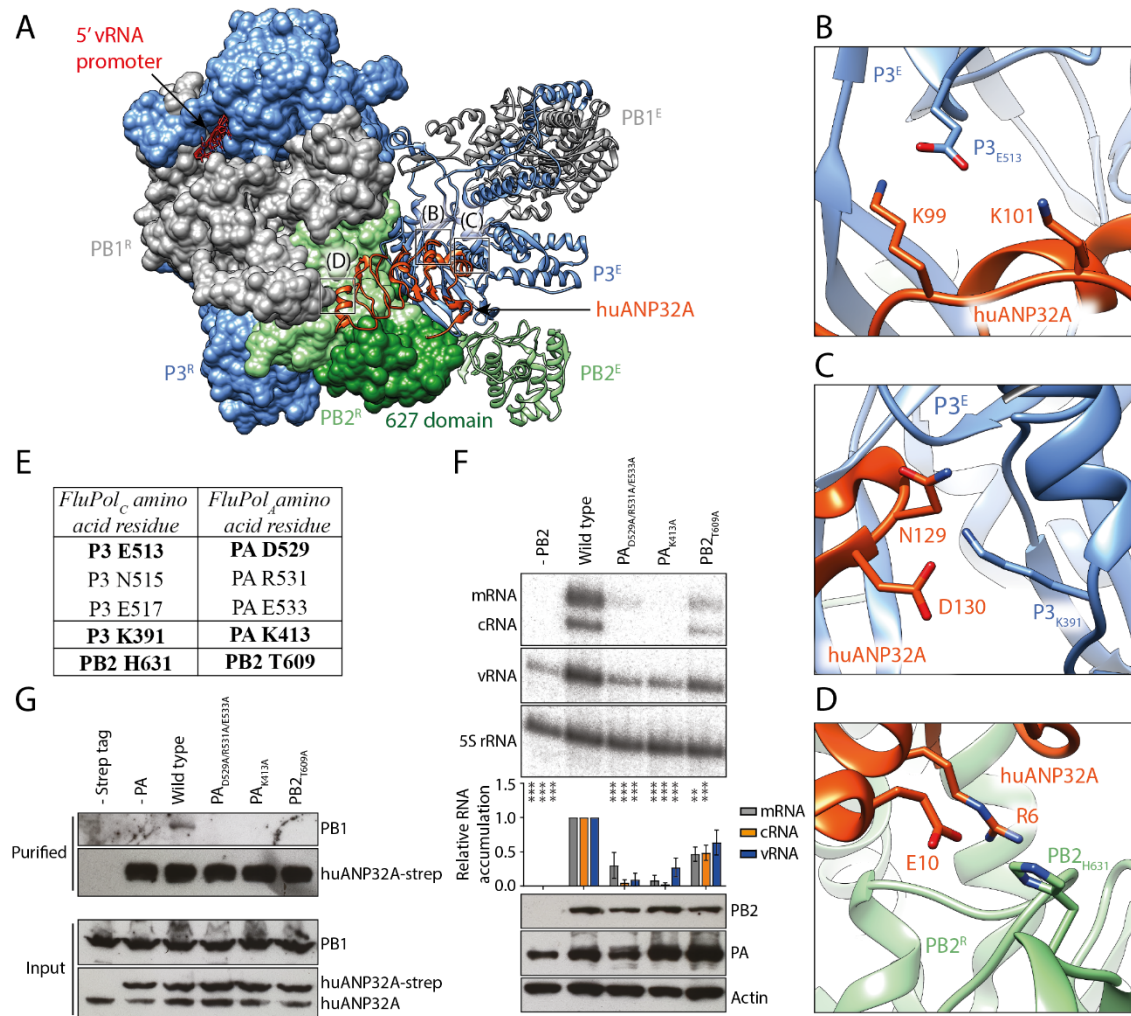 A
5' vRNA
promoter
PB1ᴱ
PB1ᴿ
(B)
(C)
(D)
P3ᴱ
huANP32A
P3ᴿ
PB2ᴿ
PB2ᴱ
627 domain
B
P3ᴱ
P3E513
K99
K101
huANP32A
C
P3ᴱ
N129
D130
P3K391
huANP32A
D
huANP32A
R6
E10
PB2H631
PB2ᴿ
E
FluPolC amino acid residue FluPolA amino acid residue
P3 E513 PA D529
P3 N515 PA R531
P3 E517 PA E533
P3 K391 PA K413
PB2 H631 PB2 T609
F
- PB2
Wild type
PAD529A/R531A/E533A
PAK413A
PB2T609A
mRNA
cRNA
vRNA
5S rRNA
Relative RNA
accumulation
1.5
1.0
0.5
0.0
*** *** *** *** *** *** *** *** *** ** ***
mRNA
cRNA
vRNA
PB2
PA
Actin
G
- Strep tag
- PA
Wild type
PAD529A/R531A/E533A
PAK413A
PB2T609A
Purified
PB1
huANP32A-strep
Input
PB1
huANP32A-strep
huANP32A